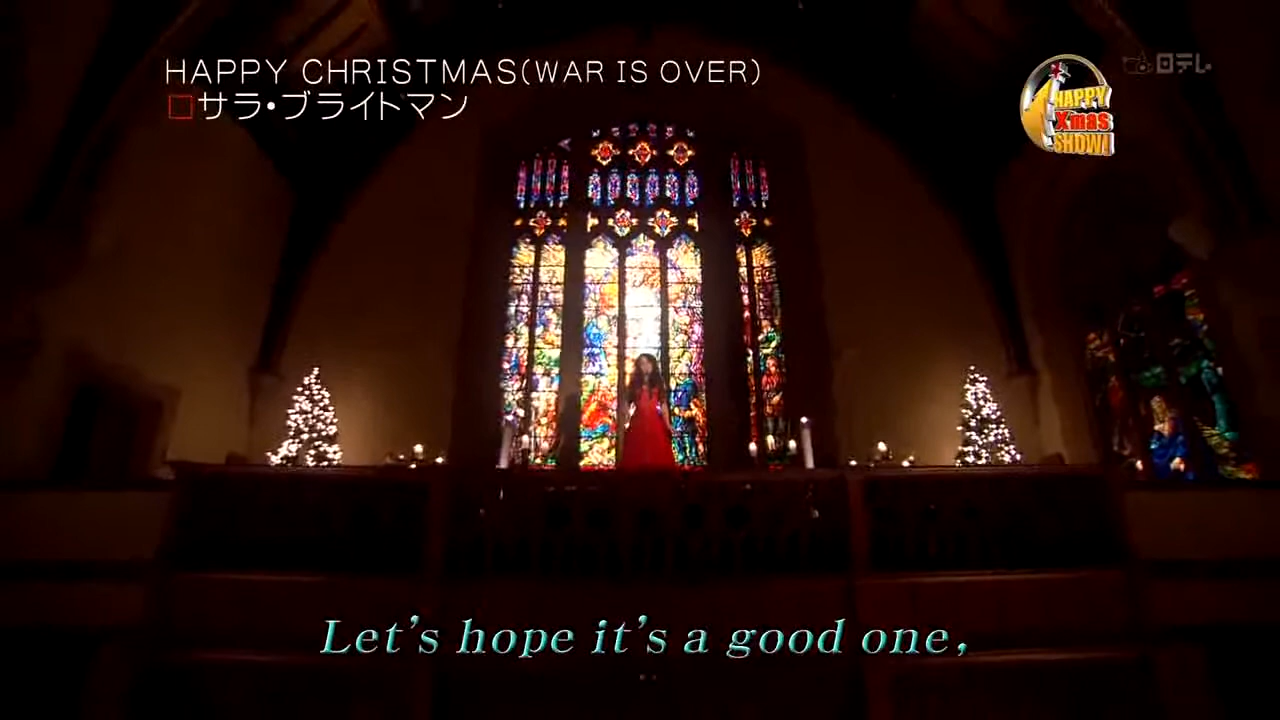 HAPPY CHRISTMAS(WAR IS OVER)
サラ・ブライトマン
日テレ
HAPPY
Xmas
SHOW!
Let's hope it's a good one,